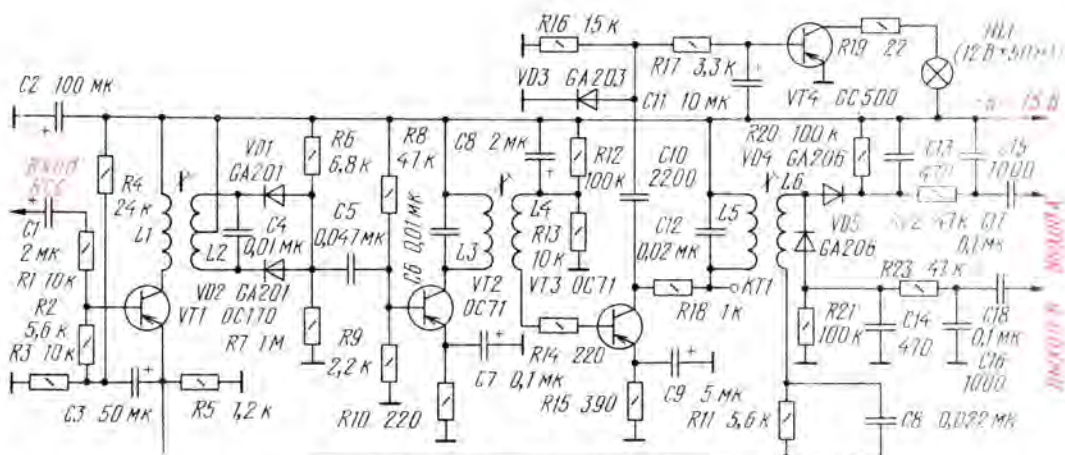 R16 15 к
R17 3,3 к
R19 22
HL1
VD3 GA203
C11 10 мк
VT4 GC500
C2 100 мк
R4
24 к
L1
L2
VD1
GA201
C4
0,01 мк
VD2 GA201
R6
6,8 к
C5
0,047 мк
R8
47 к
C6 0,01 мк
C8 2 мк
L3
L4
R12
100 к
R13
10 к
C10
2200
C12
0,02 мк
L5
R20 100 к
VD4
GA206
L6
VD5
GA206
C15
1000
C17
0,1 мк
ВХОД
C1
2 мк
R1 10 к
R2
5,6 к
R3 10 к
VT1 OC170
R7 1М
R9
2,2 к
VT2
OC71
VT3 OC71
R18 1 к
КТ1
R23 47 к
R21
100 к
C14
470
C18
0,1 мк
C16
1000
C3 50 мк
R5 1,2 к
R10 220
C7 0,1 мк
R14 220
R15 390
C9 5 мк
R11 5,6 к
C8 0,022 мк